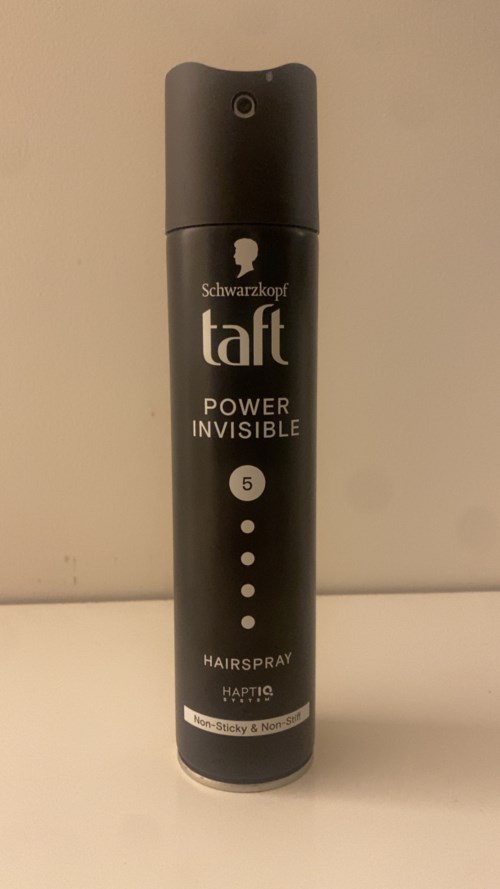 Schwarzkopf
taft
POWER
INVISIBLE
5
HAIRSPRAY
HAPTIQ
SYSTEM
Non-Sticky & Non-Stiff